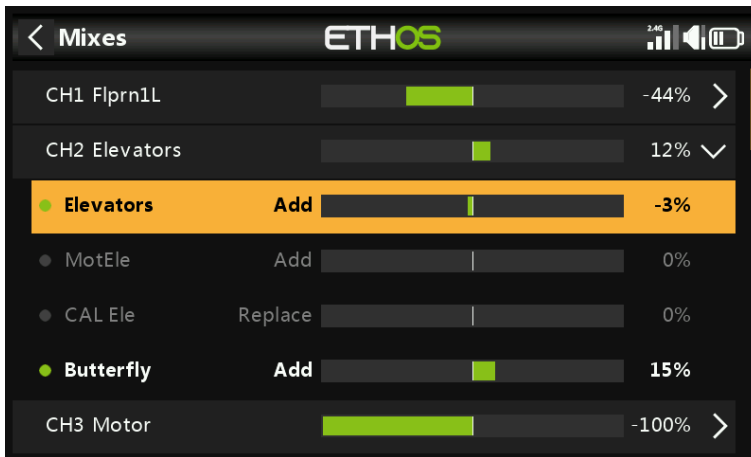 Mixes ETHOS 2.4G
CH1 Flprn1L -44%
CH2 Elevators 12%
Elevators Add -3%
MotEle Add 0%
CAL Ele Replace 0%
Butterfly Add 15%
CH3 Motor -100%